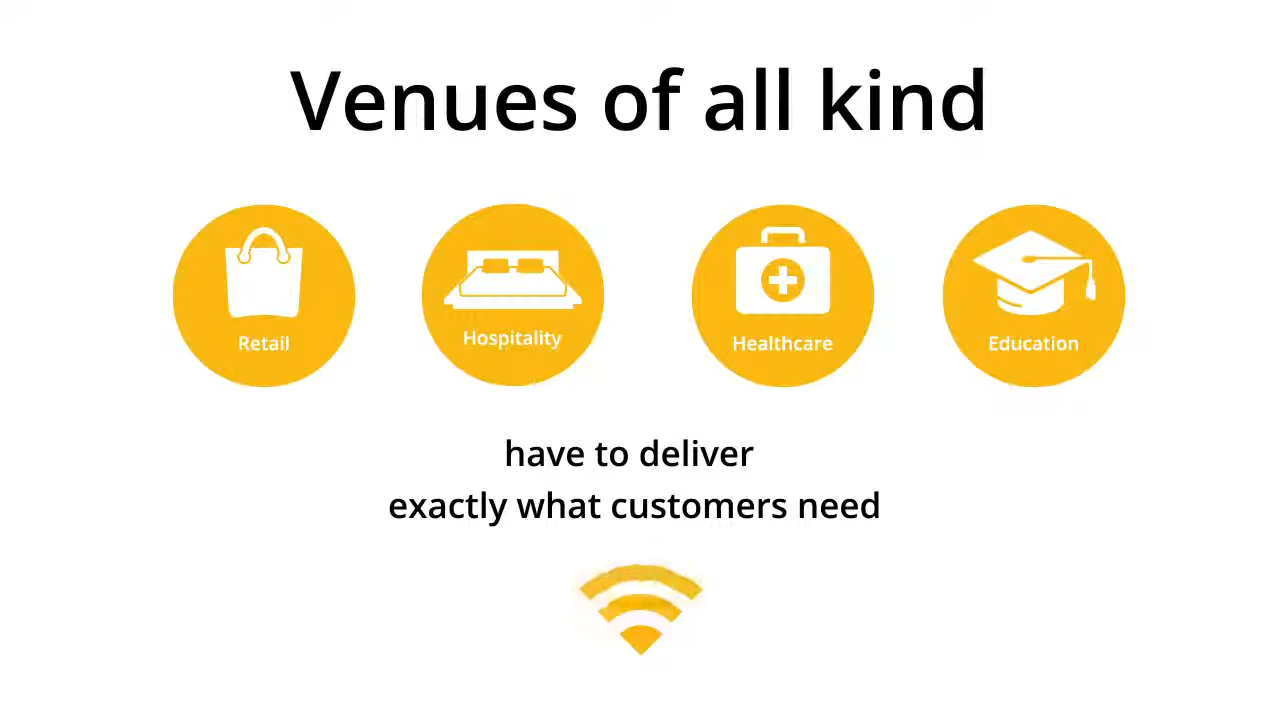 Venues of all kind
Retail
Hospitality
Healthcare
Education
have to deliver
exactly what customers need